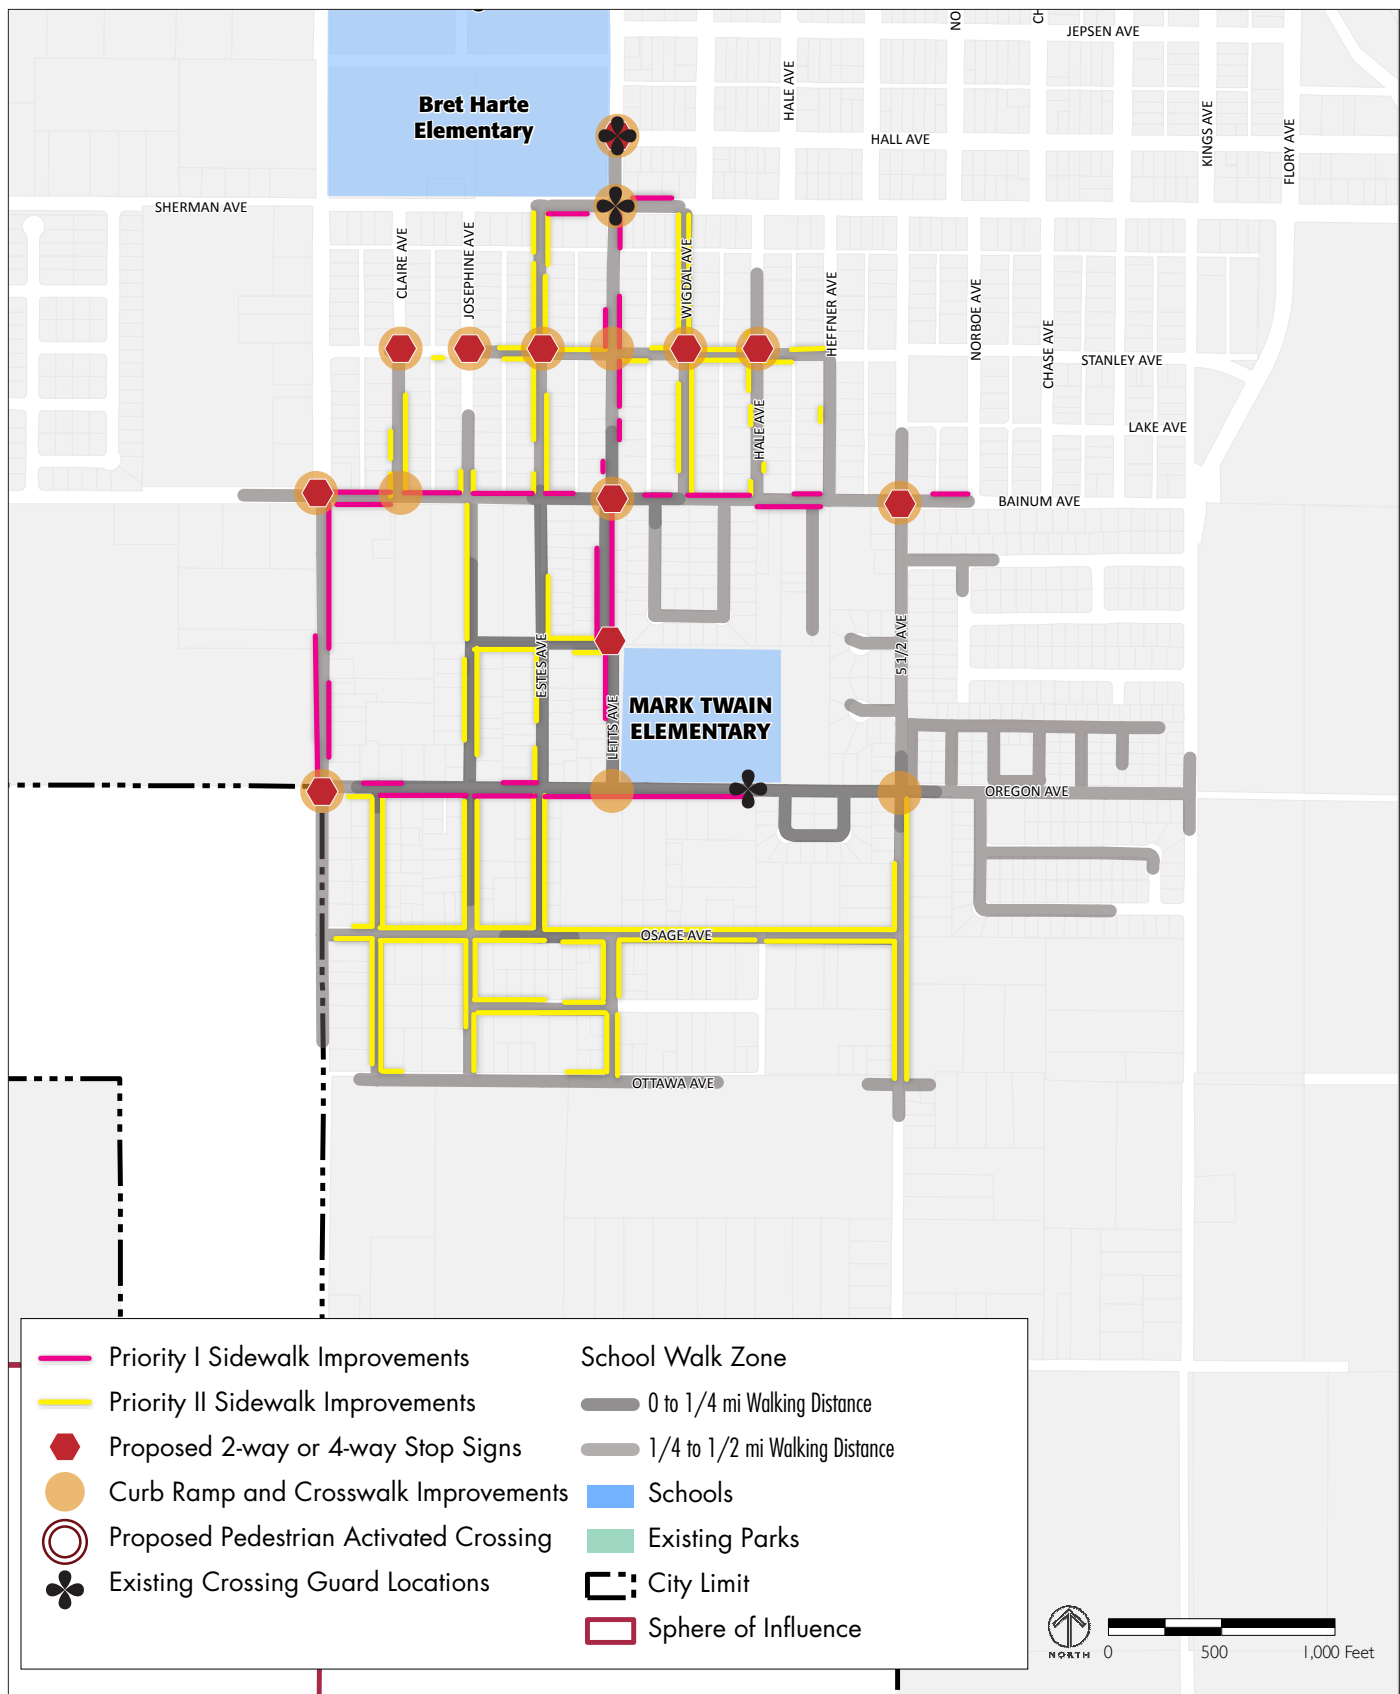 JEPSEN AVE
NO
CH
HALE AVE
Bret Harte
Elementary
HALL AVE
KINGS AVE
FLORY AVE
SHERMAN AVE
CLAIRE AVE
JOSEPHINE AVE
WIGDAL AVE
HEFFNER AVE
NORBOE AVE
CHASE AVE
STANLEY AVE
HALE AVE
LAKE AVE
BAINUM AVE
ESTES AVE
5 1/2 AVE
LETTS AVE
MARK TWAIN
ELEMENTARY
OREGON AVE
OSAGE AVE
OTTAWA AVE
Priority I Sidewalk Improvements
Priority II Sidewalk Improvements
Proposed 2-way or 4-way Stop Signs
Curb Ramp and Crosswalk Improvements
Proposed Pedestrian Activated Crossing
Existing Crossing Guard Locations
School Walk Zone
0 to 1/4 mi Walking Distance
1/4 to 1/2 mi Walking Distance
Schools
Existing Parks
City Limit
Sphere of Influence
NORTH
0 500 1,000 Feet